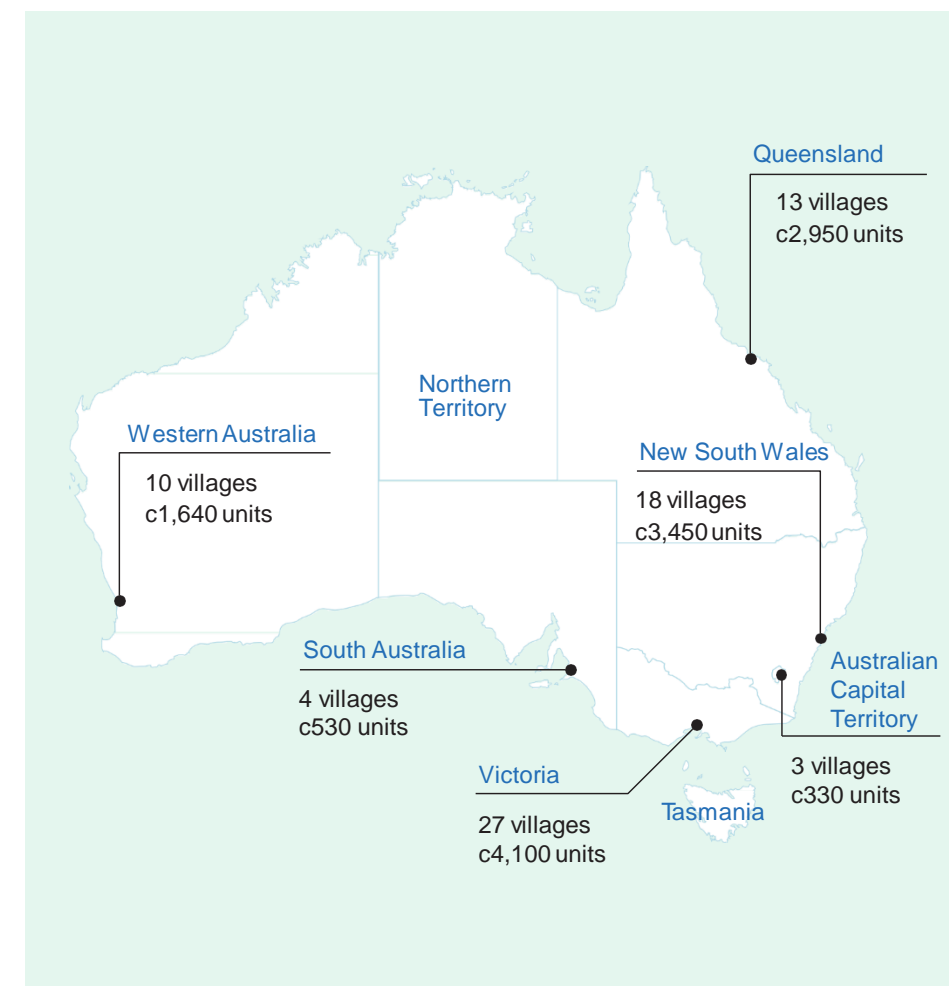 Queensland
13 villages
c2,950 units
Northern
Territory
Western Australia
10 villages
c1,640 units
New South Wales
18 villages
c3,450 units
South Australia
4 villages
c530 units
Australian
Capital
Territory
3 villages
c330 units
Victoria
27 villages
c4,100 units
Tasmania